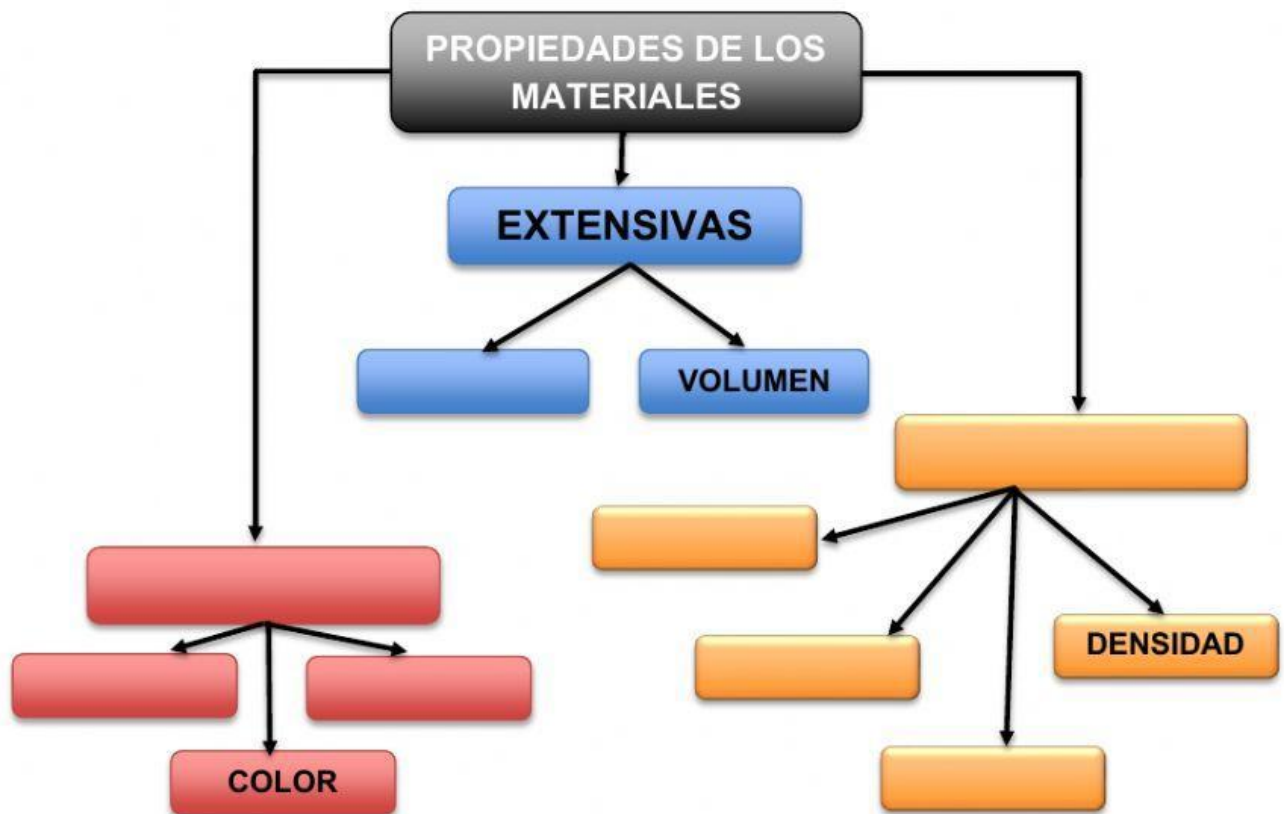 PROPIEDADES DE LOS
MATERIALES
EXTENSIVAS
VOLUMEN
DENSIDAD
COLOR